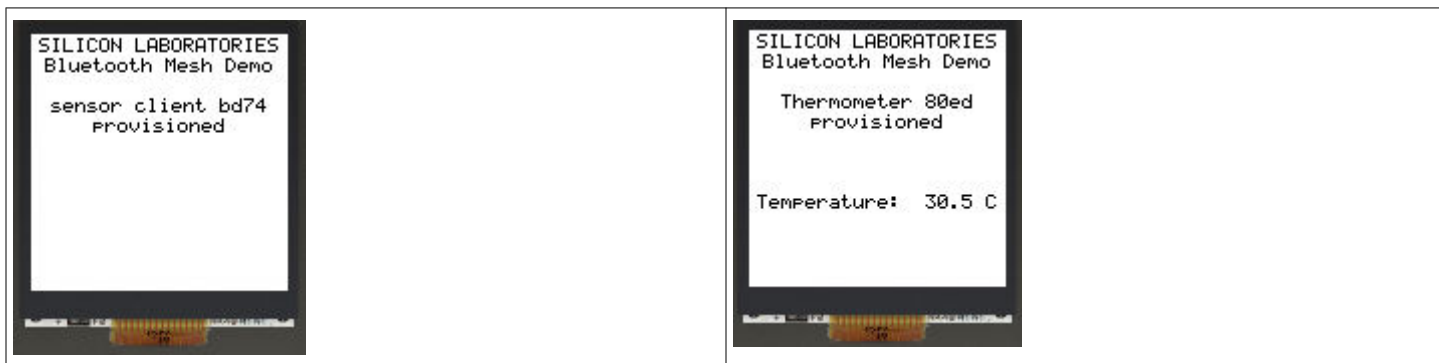 SILICON LABORATORIES
Bluetooth Mesh Demo
sensor client bd74
provisioned
SILICON LABORATORIES
Bluetooth Mesh Demo
Thermometer 80ed
provisioned
Temperature: 30.5 C